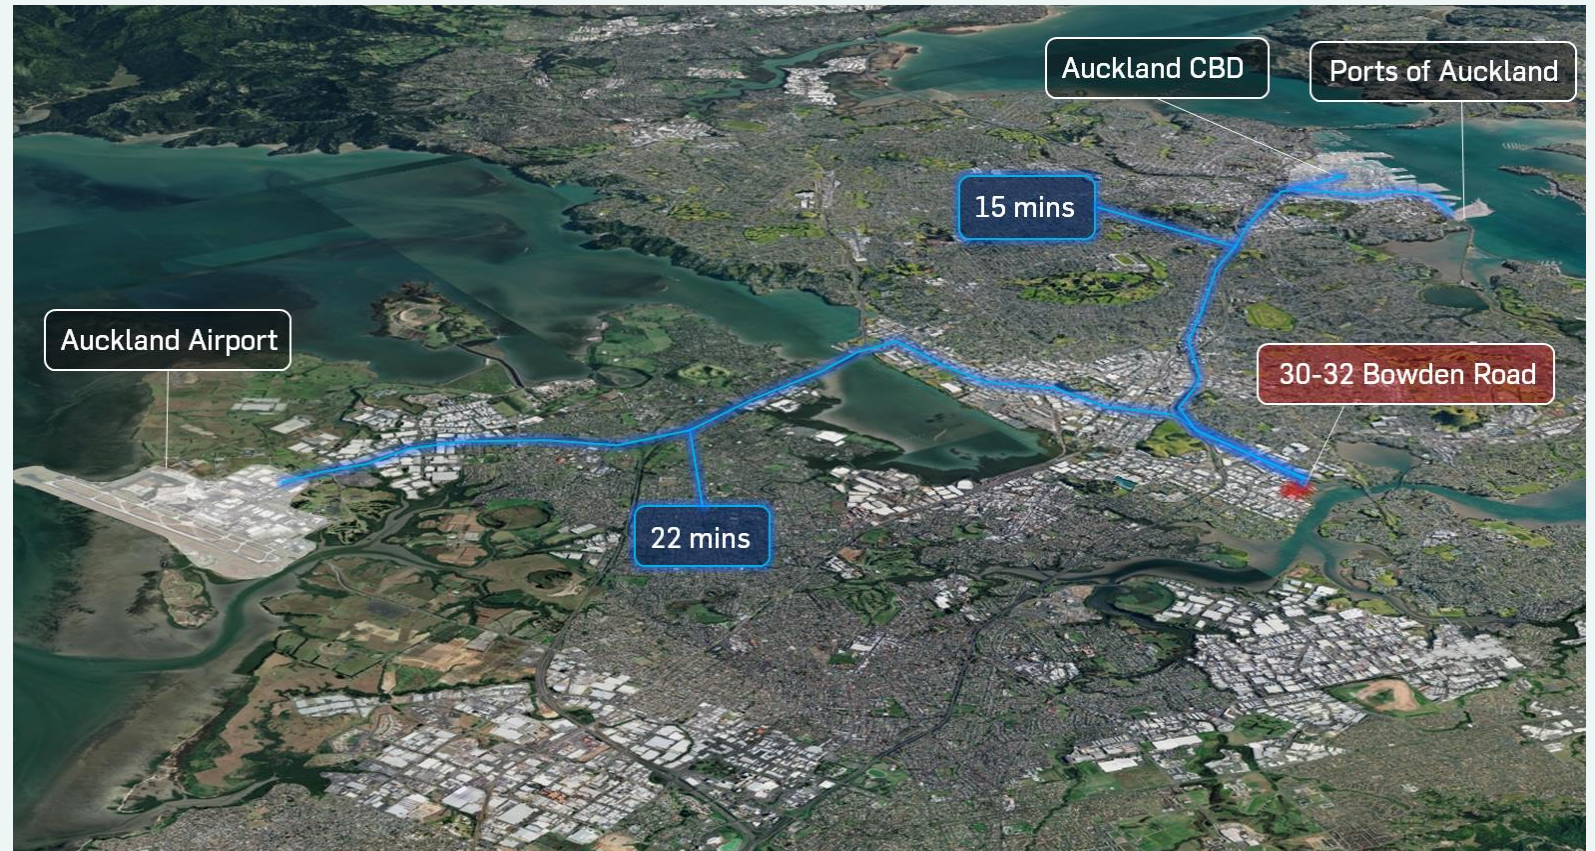 Auckland CBD
Ports of Auckland
15 mins
Auckland Airport
30-32 Bowden Road
22 mins